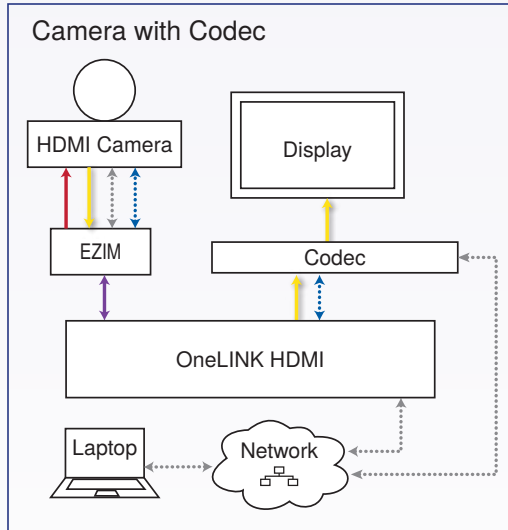 Camera with Codec
HDMI Camera
Display
EZIM
Codec
OneLINK HDMI
Laptop
Network